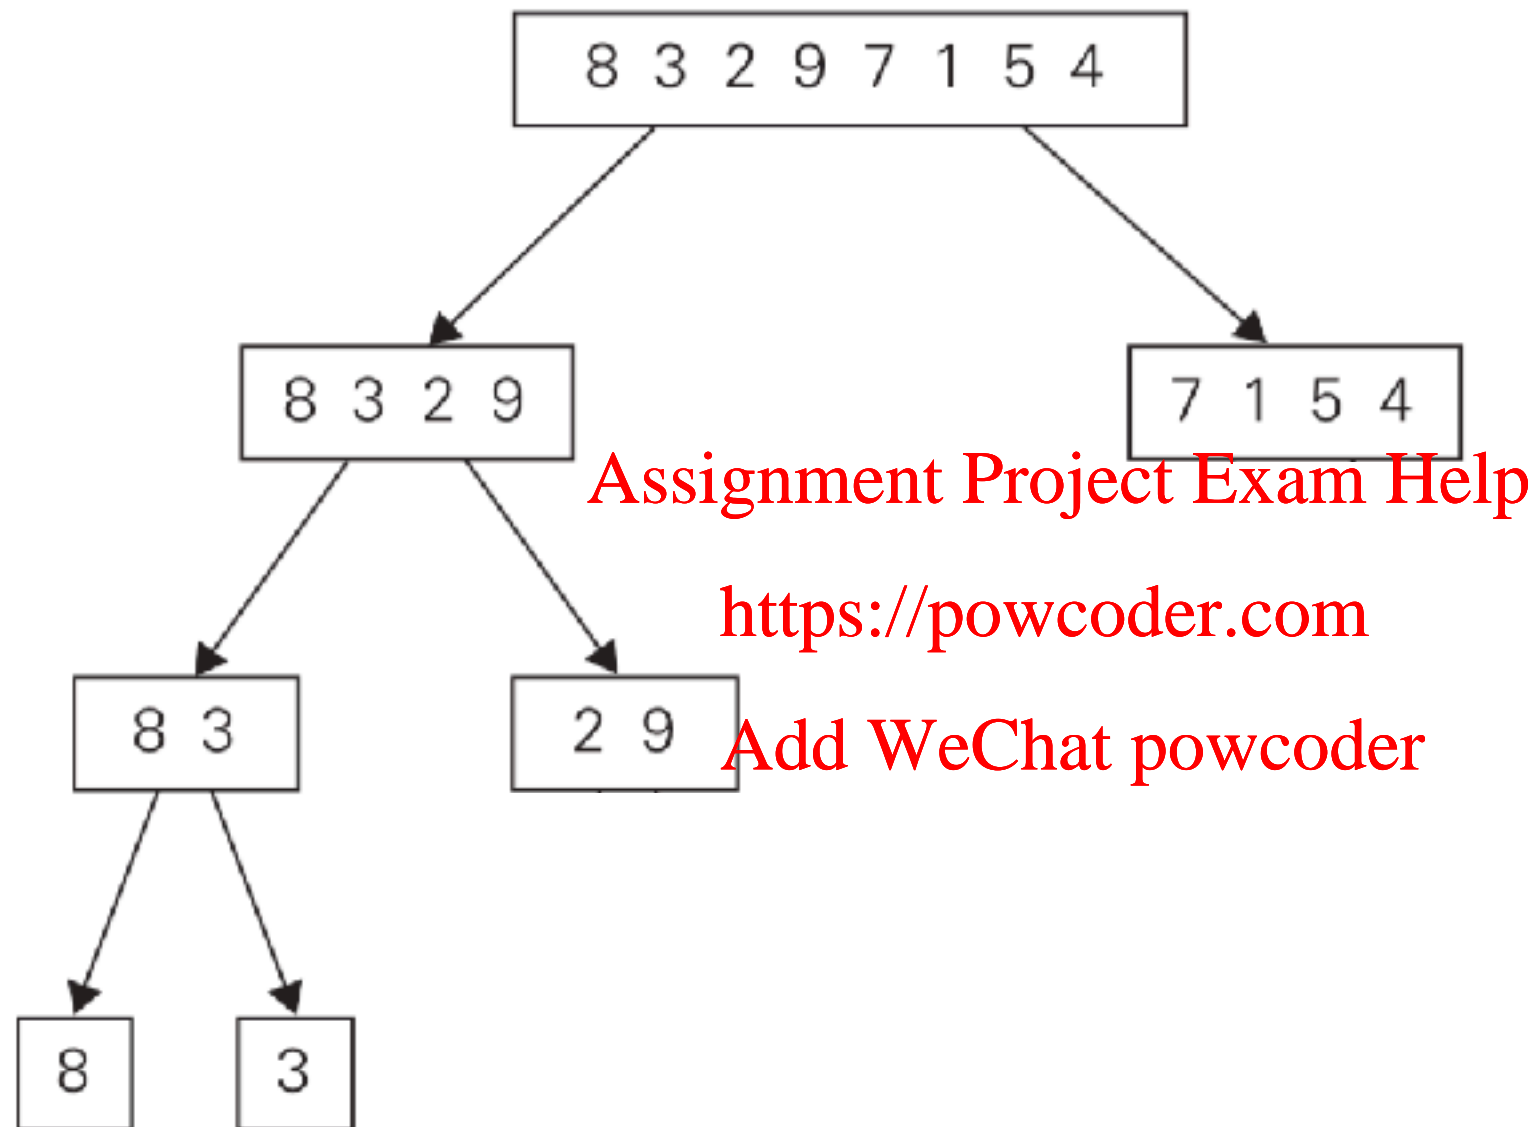 8 3 2 9 7 1 5 4
8 3 2 9
7 1 5 4
Assignment Project Exam Help
https://powcoder.com
8 3
2 9
Add WeChat powcoder
8
3